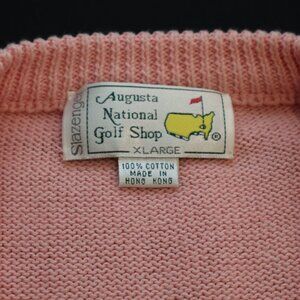 Slazenger
Augusta
National
Golf Shop
®
XLARGE
100% COTTON
MADE IN
HONG KONG